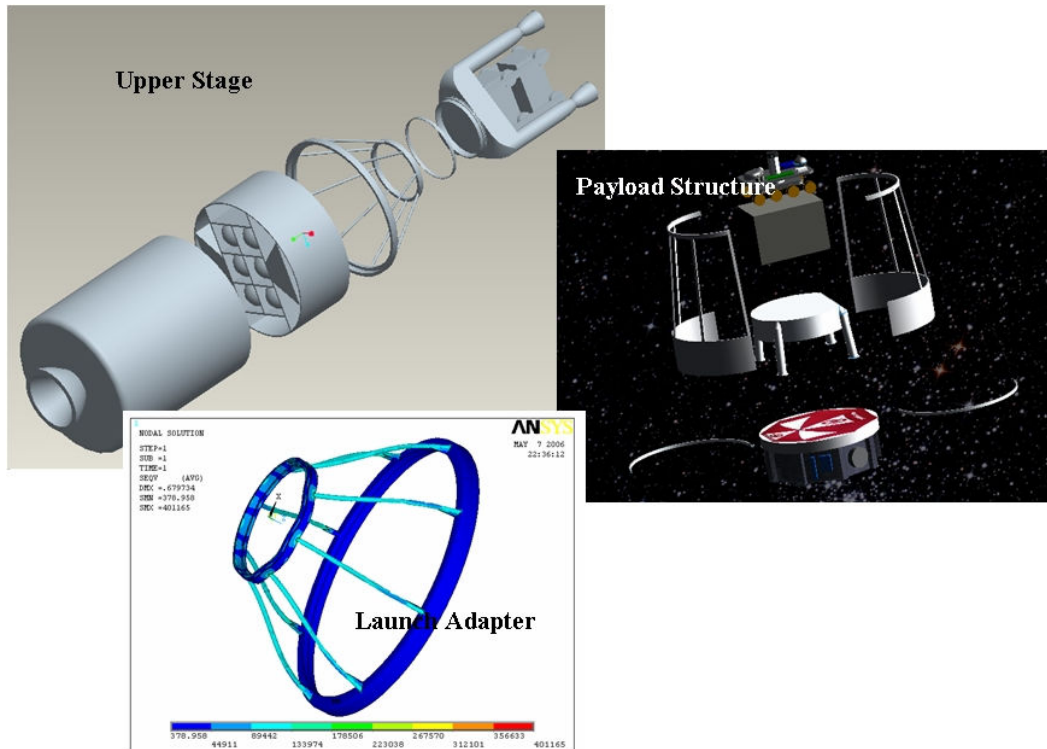 Upper Stage
Payload Structure
ANSYS
NODAL SOLUTION
MAY 7 2006
22:36:12
STEP=1
SUB =1
TIME=1
SEQV (AVG)
DMX =.679734
SMN =378.958
SMX =401165
X
Launch Adapter
378.958 89442 178506 267570 356633
44911 133974 223038 312101 401165